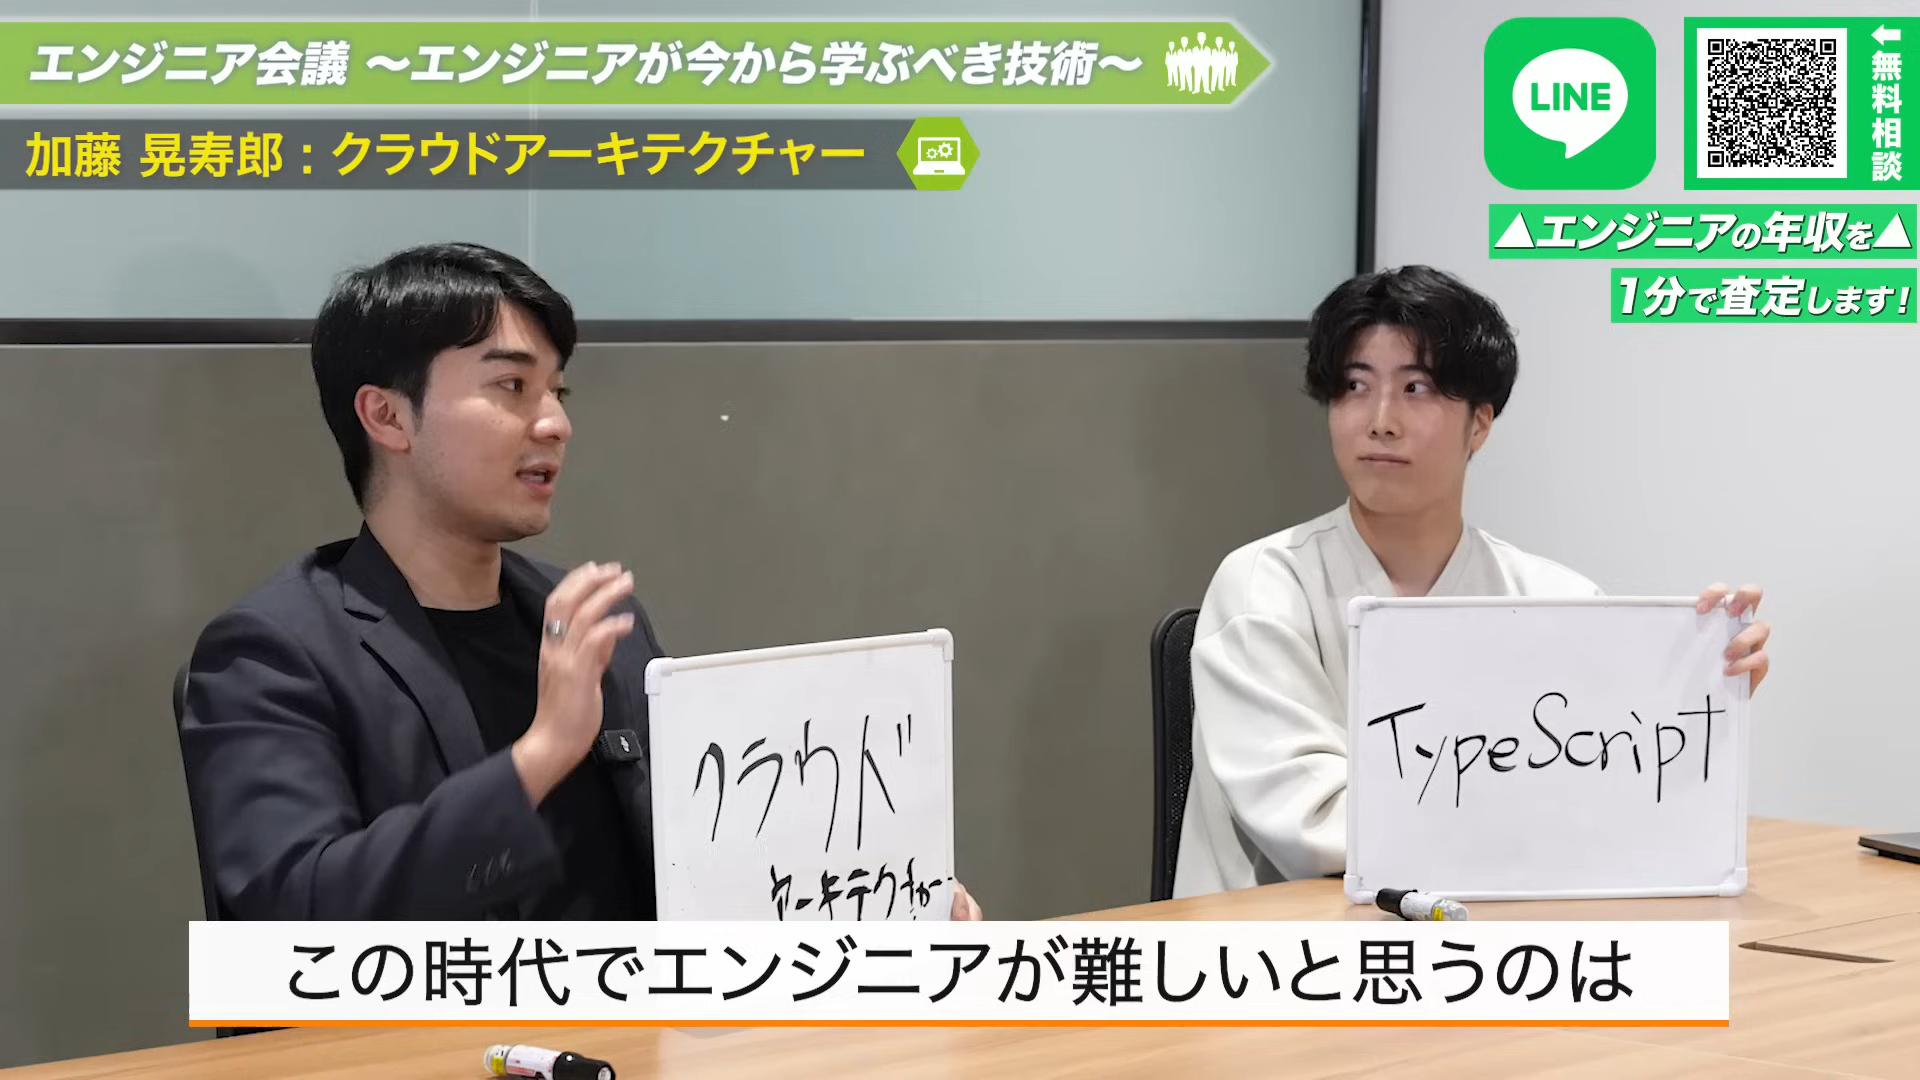 エンジニア会議 〜エンジニアが今から学ぶべき技術〜
加藤 晃寿郎：クラウドアーキテクチャー
LINE
←無料相談
▲エンジニアの年収を▲
1分で査定します!
クラウド
アーキテクチャー
TypeScript
この時代でエンジニアが難しいと思うのは